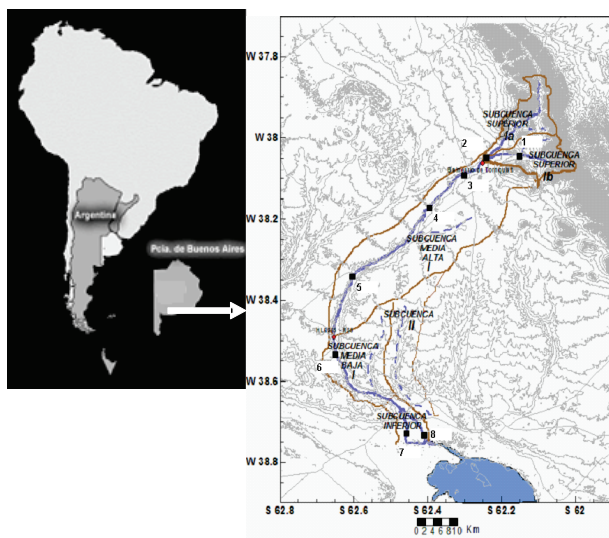 Argentina
Pcia. de Buenos Aires
W 37.8
W 38
W 38.2
W 38.4
W 38.6
W 38.8
S 62.8
S 62.6
S 62.4
S 62.2
S 62
SUBCUENCA
SUPERIOR
Ia
1
2
SUBCUENCA
SUPERIOR
Ib
3
4
SUBCUENCA
MEDIA
ALTA
I
5
SUBCUENCA
II
SUBCUENCA
MEDIA
BAJA
I
6
SUBCUENCA
INFERIOR
7
8
0 2 4 6 8 10 Km